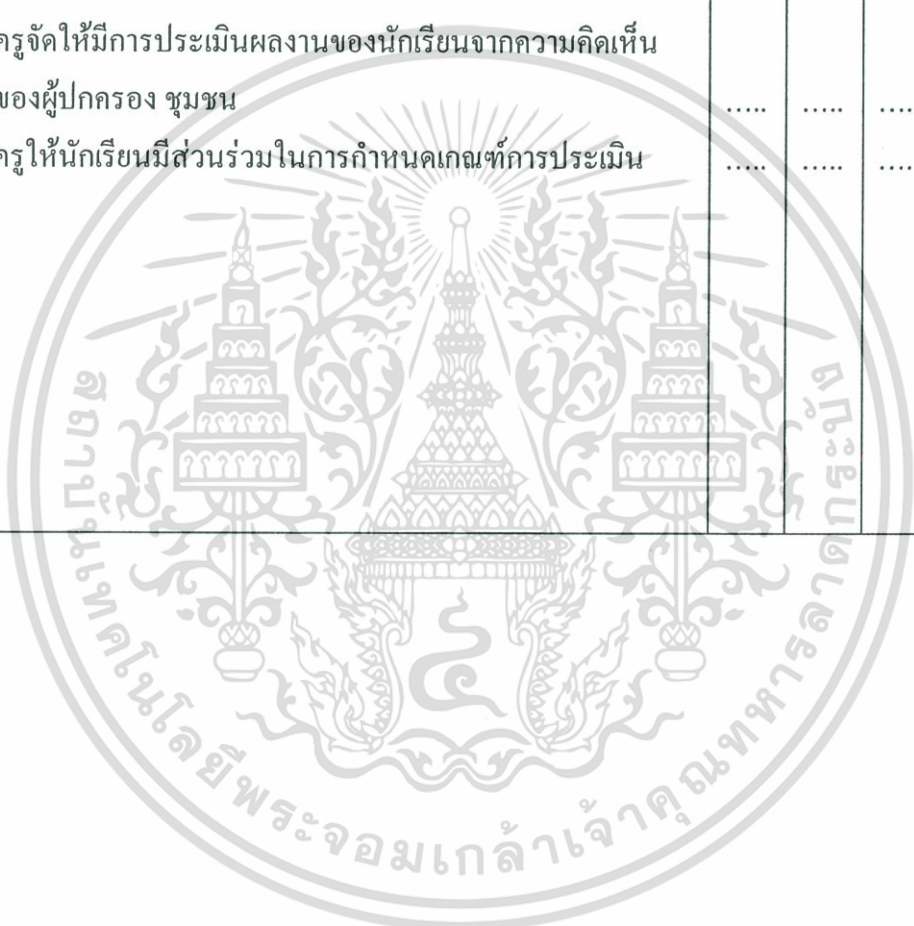 ครูจัดให้มีการประเมินผลงานของนักเรียนจากความคิดเห็น
ของผู้ปกครอง ชุมชน ..... ..... ....
ครูให้นักเรียนมีส่วนร่วมในการกำหนดเกณฑ์การประเมิน ..... ..... ....
สถาบันเทคโนโลยีพระจอมเกล้าเจ้าคุณทหารลาดกระบัง